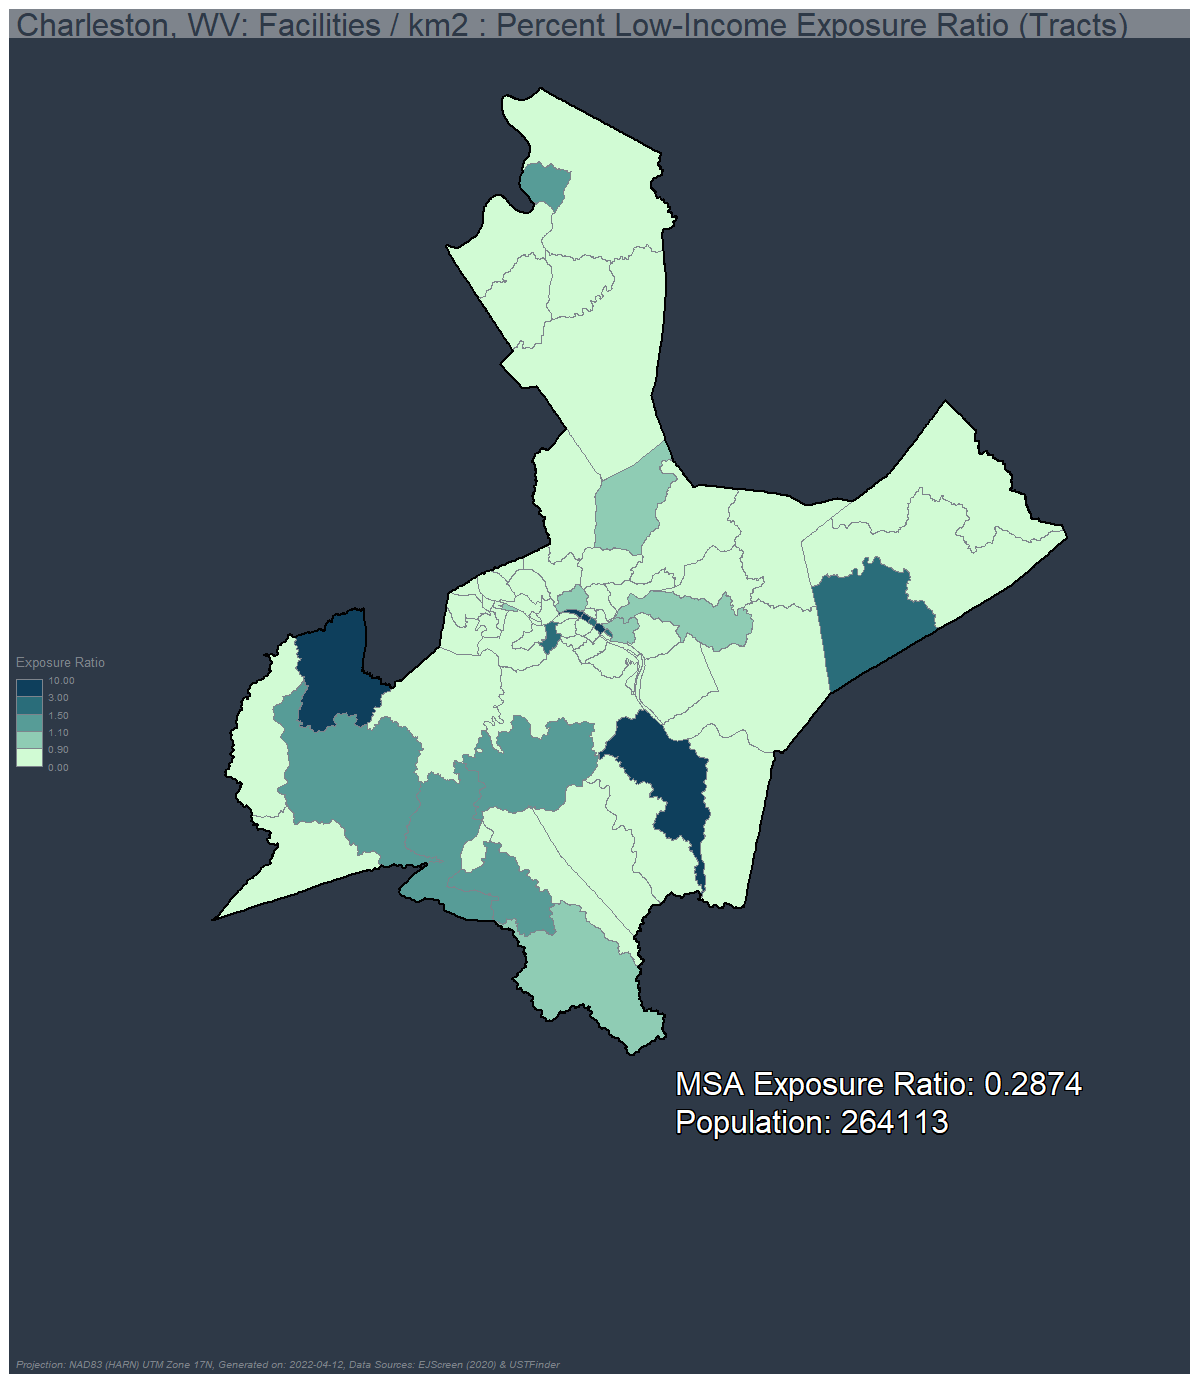 Charleston, WV: Facilities / km2 : Percent Low-Income Exposure Ratio (Tracts)
Exposure Ratio
10.00
3.00
1.50
1.10
0.90
0.00
MSA Exposure Ratio: 0.2874
Population: 264113
Projection: NAD83 (HARN) UTM Zone 17N, Generated on: 2022-04-12, Data Sources: EJScreen (2020) & USTFinder